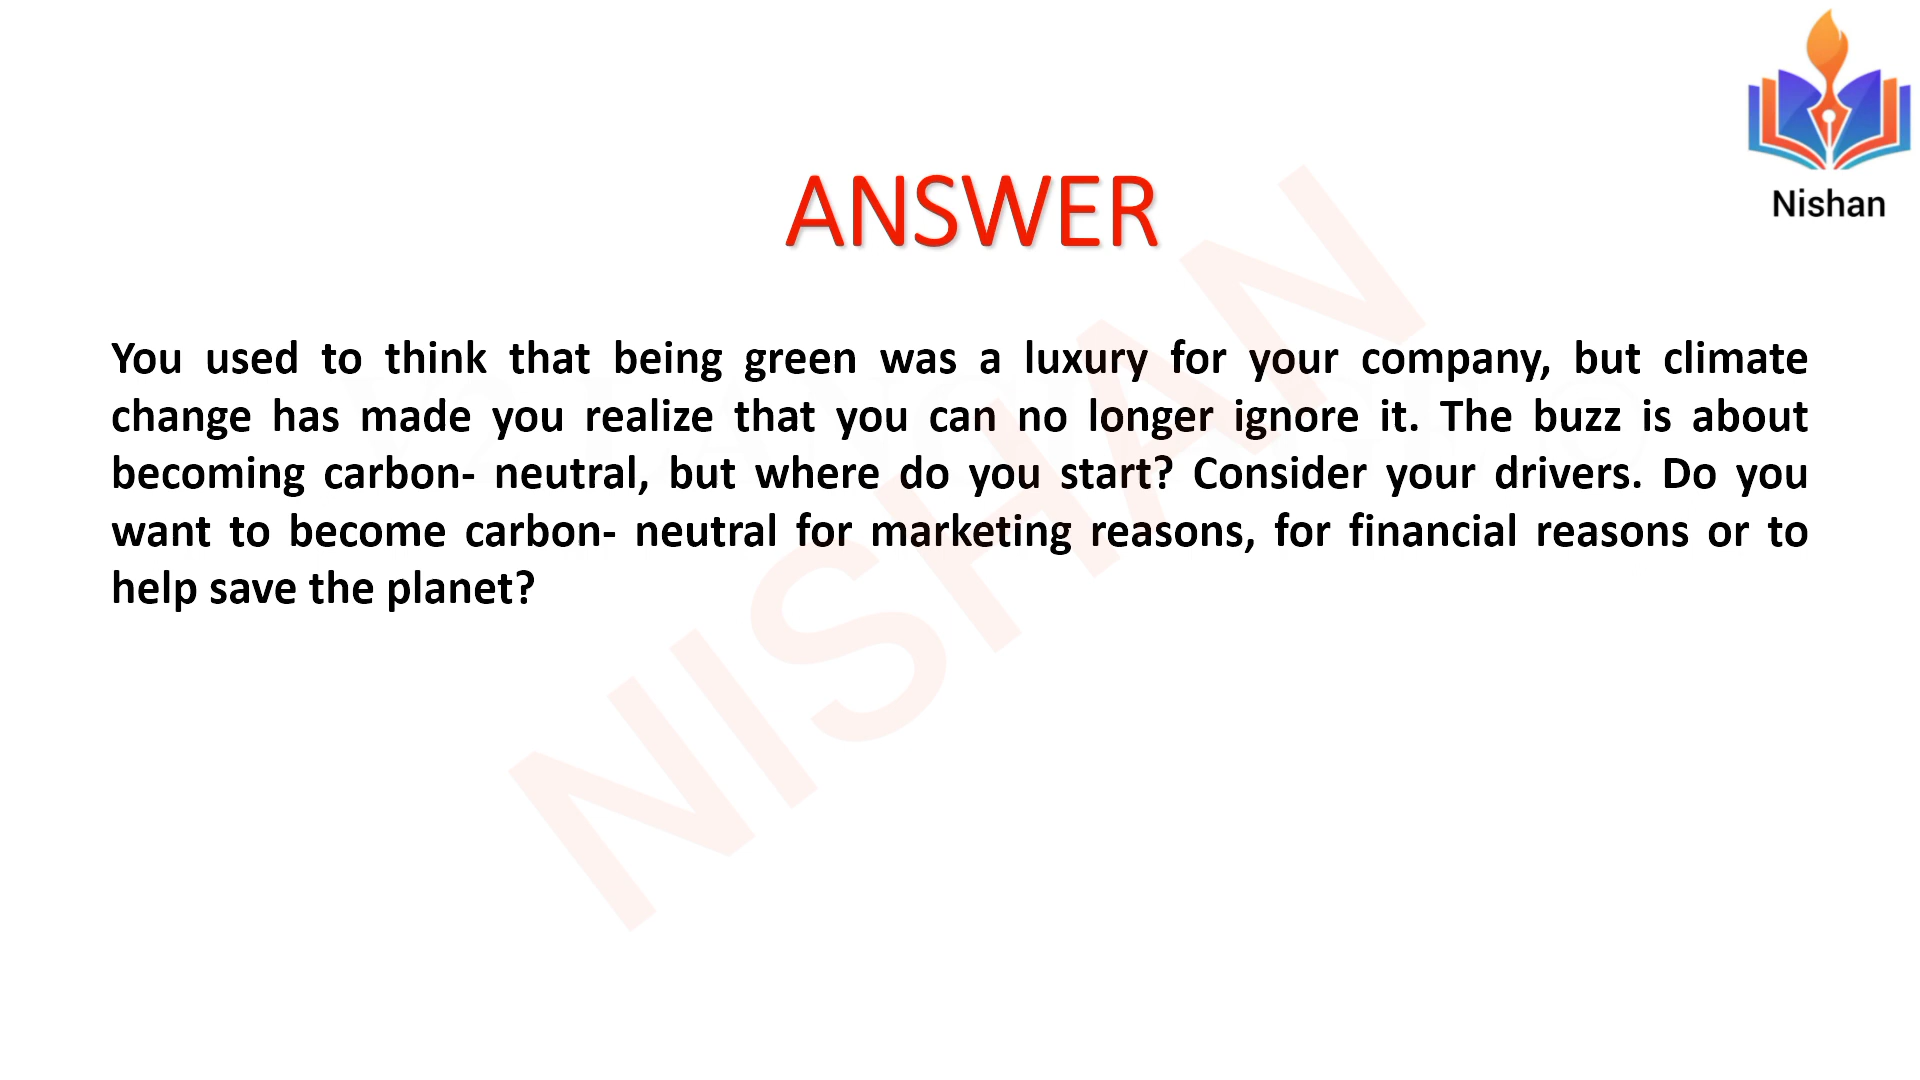 Nishan
ANSWER
You used to think that being green was a luxury for your company, but climate
change has made you realize that you can no longer ignore it. The buzz is about
becoming carbon- neutral, but where do you start? Consider your drivers. Do you
want to become carbon- neutral for marketing reasons, for financial reasons or to
help save the planet?
NISHAN